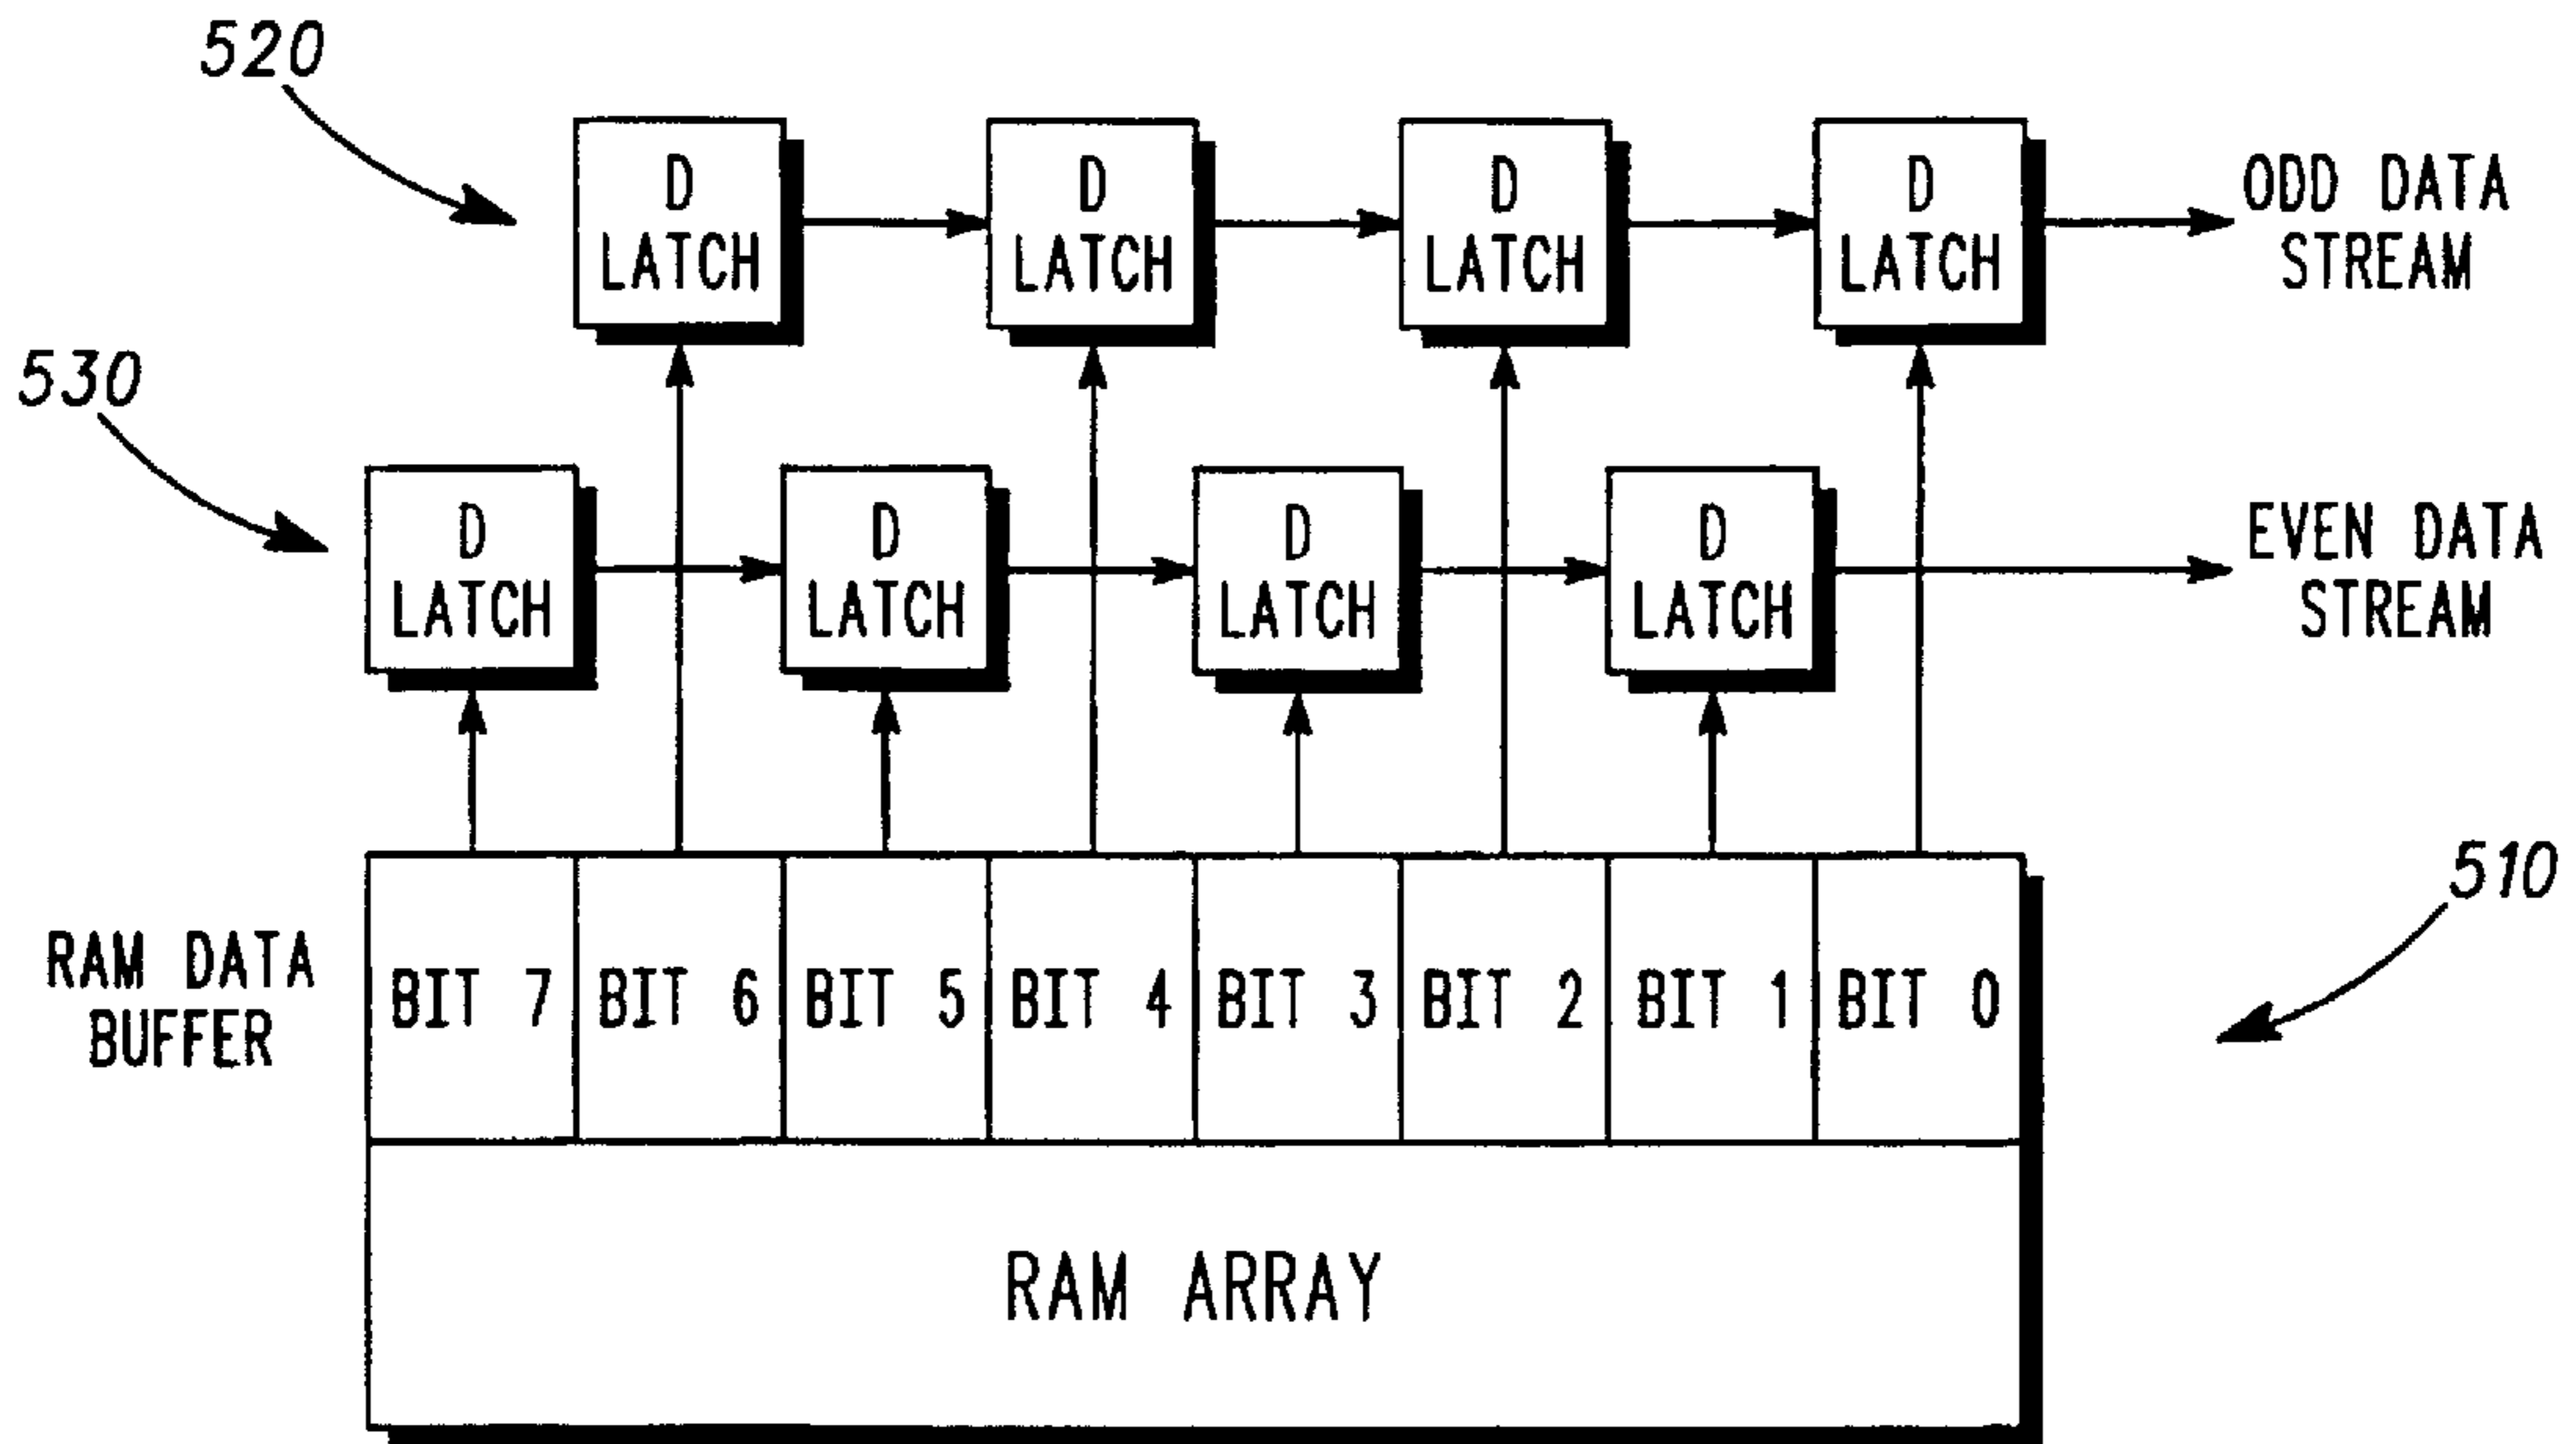 520
D D D D
LATCH LATCH LATCH LATCH
ODD DATA
STREAM
530
D D D D
LATCH LATCH LATCH LATCH
EVEN DATA
STREAM
510
RAM DATA
BUFFER
BIT 7 BIT 6 BIT 5 BIT 4 BIT 3 BIT 2 BIT 1 BIT 0
RAM ARRAY